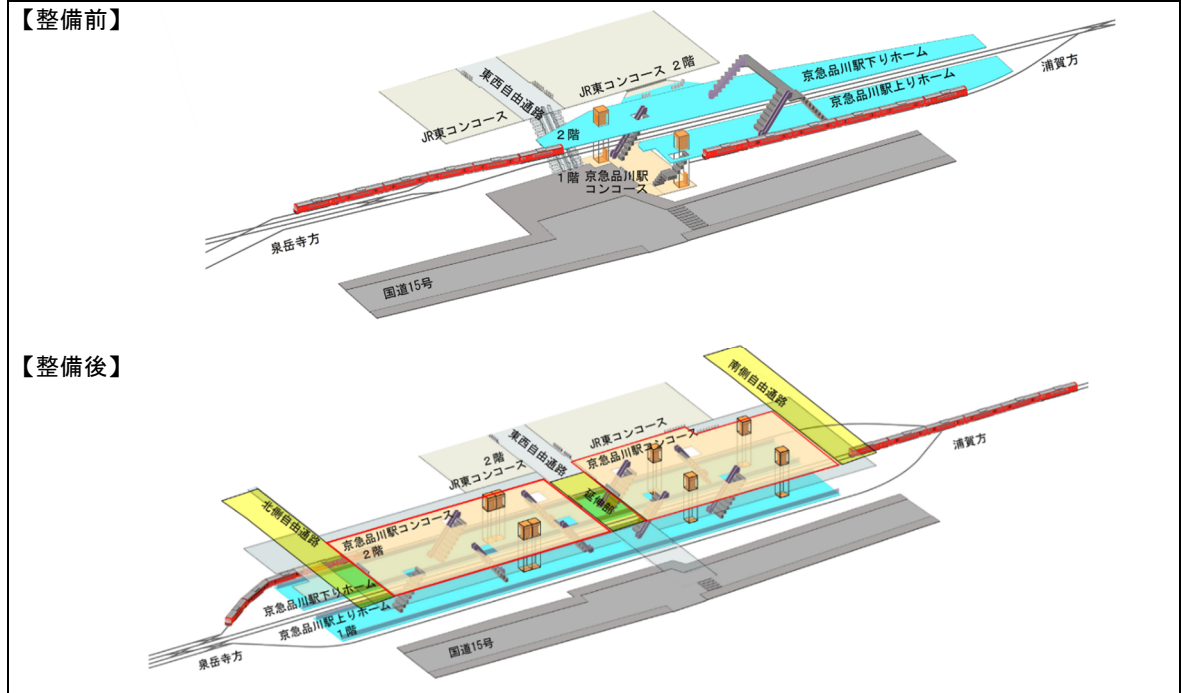 【整備前】
東西自由通路
JR東コンコース 2階
JR東コンコース
京急品川駅下りホーム
京急品川駅上りホーム
浦賀方
2階
1階 京急品川駅
コンコース
泉岳寺方
国道15号
【整備後】
南側自由通路
JR東コンコース
東西自由通路
京急品川駅コンコース
2階
JR東コンコース
浦賀方
延伸部
北側自由通路
京急品川駅コンコース
2階
京急品川駅下りホーム
京急品川駅上りホーム
1階
泉岳寺方
国道15号